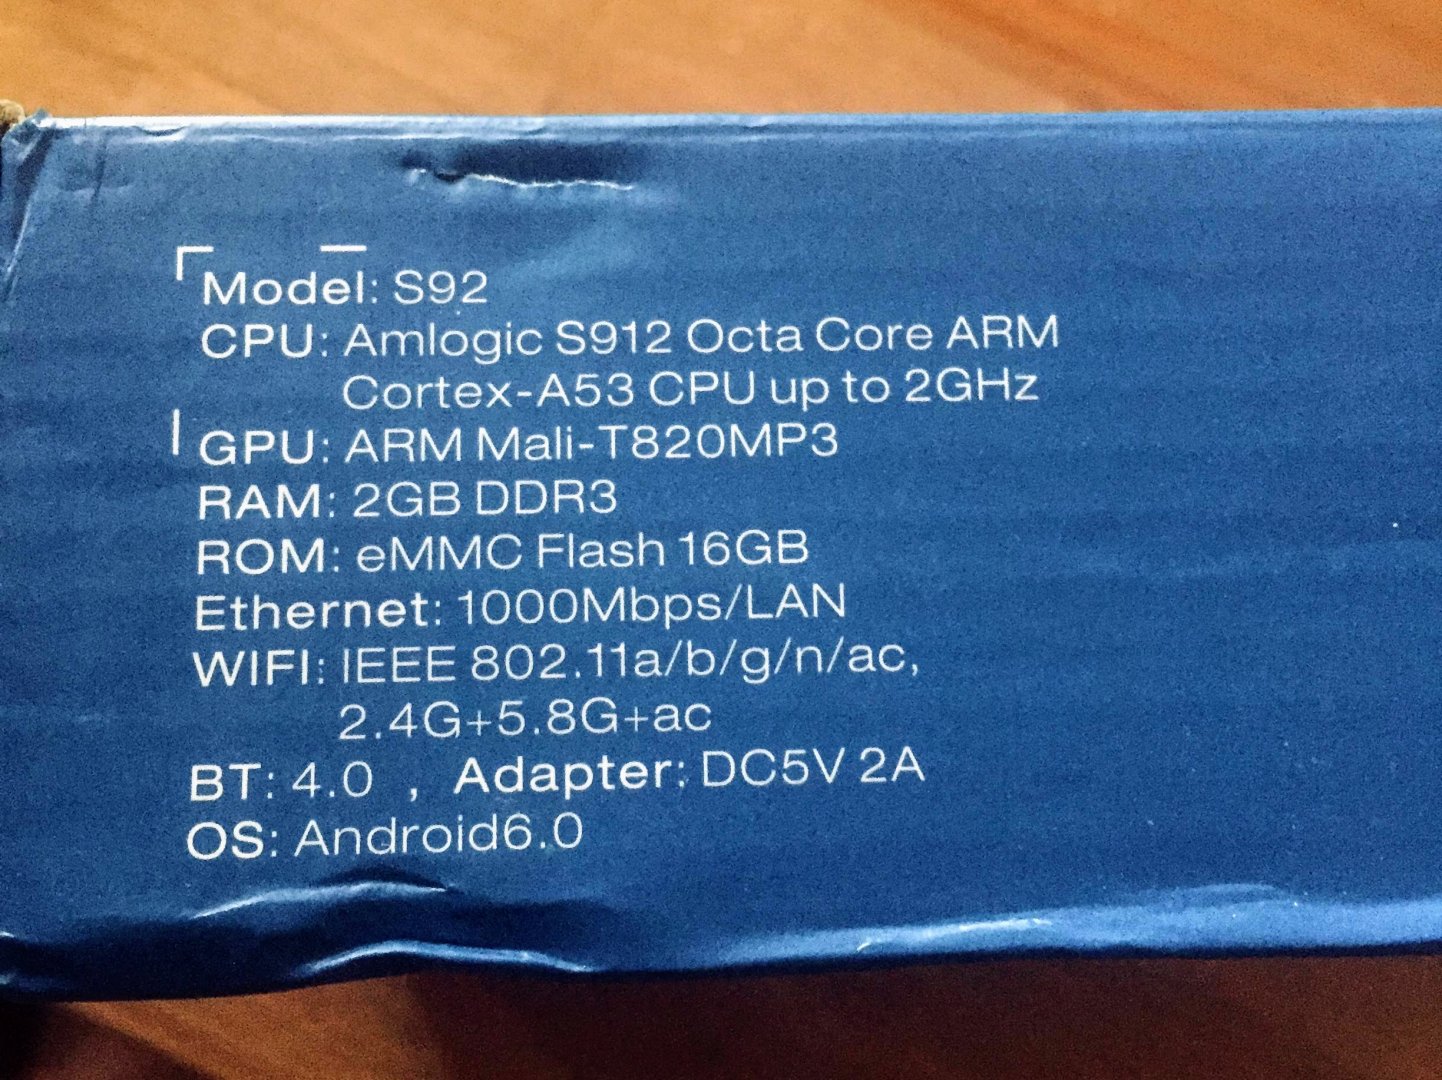 Model: S92
CPU: Amlogic S912 Octa Core ARM
Cortex-A53 CPU up to 2GHz
GPU: ARM Mali-T820MP3
RAM: 2GB DDR3
ROM: eMMC Flash 16GB
Ethernet: 1000Mbps/LAN
WIFI: IEEE 802.11a/b/g/n/ac,
2.4G+5.8G+ac
BT: 4.0 , Adapter: DC5V 2A
OS: Android6.0